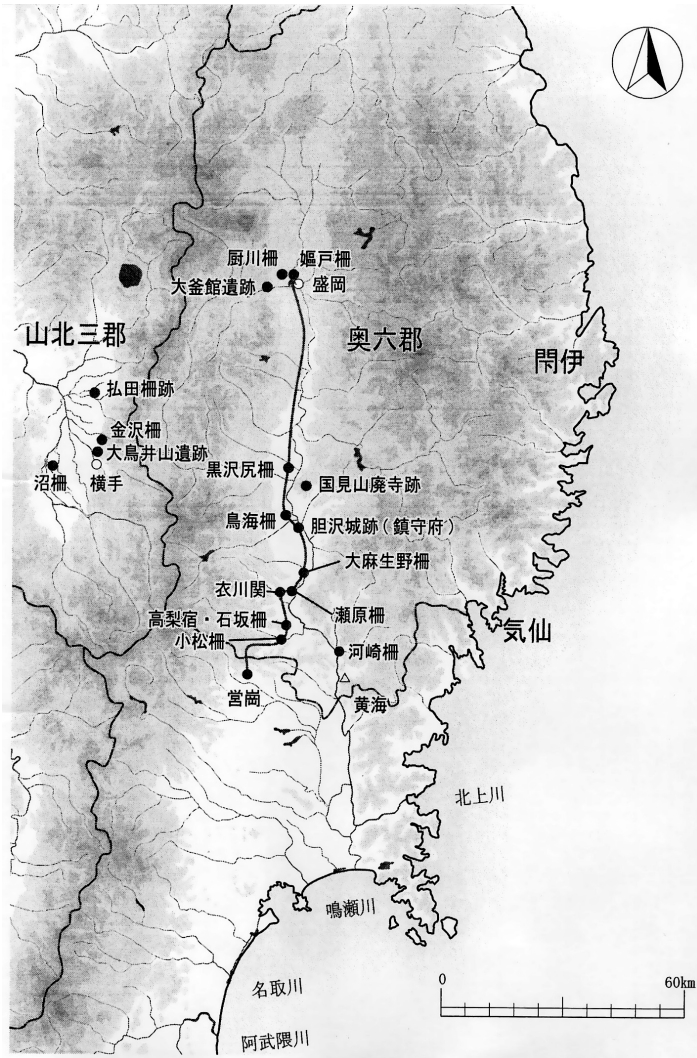 厨川柵
嫗戸柵
大釜館遺跡
盛岡
山北三郡
奥六郡
閇伊
払田柵跡
金沢柵
大鳥井山遺跡
沼柵
横手
黒沢尻柵
国見山廃寺跡
鳥海柵
胆沢城跡(鎮守府)
大麻生野柵
衣川関
瀬原柵
高梨宿・石坂柵
小松柵
気仙
河崎柵
営崗
黄海
北上川
鳴瀬川
名取川
阿武隈川
0
60km